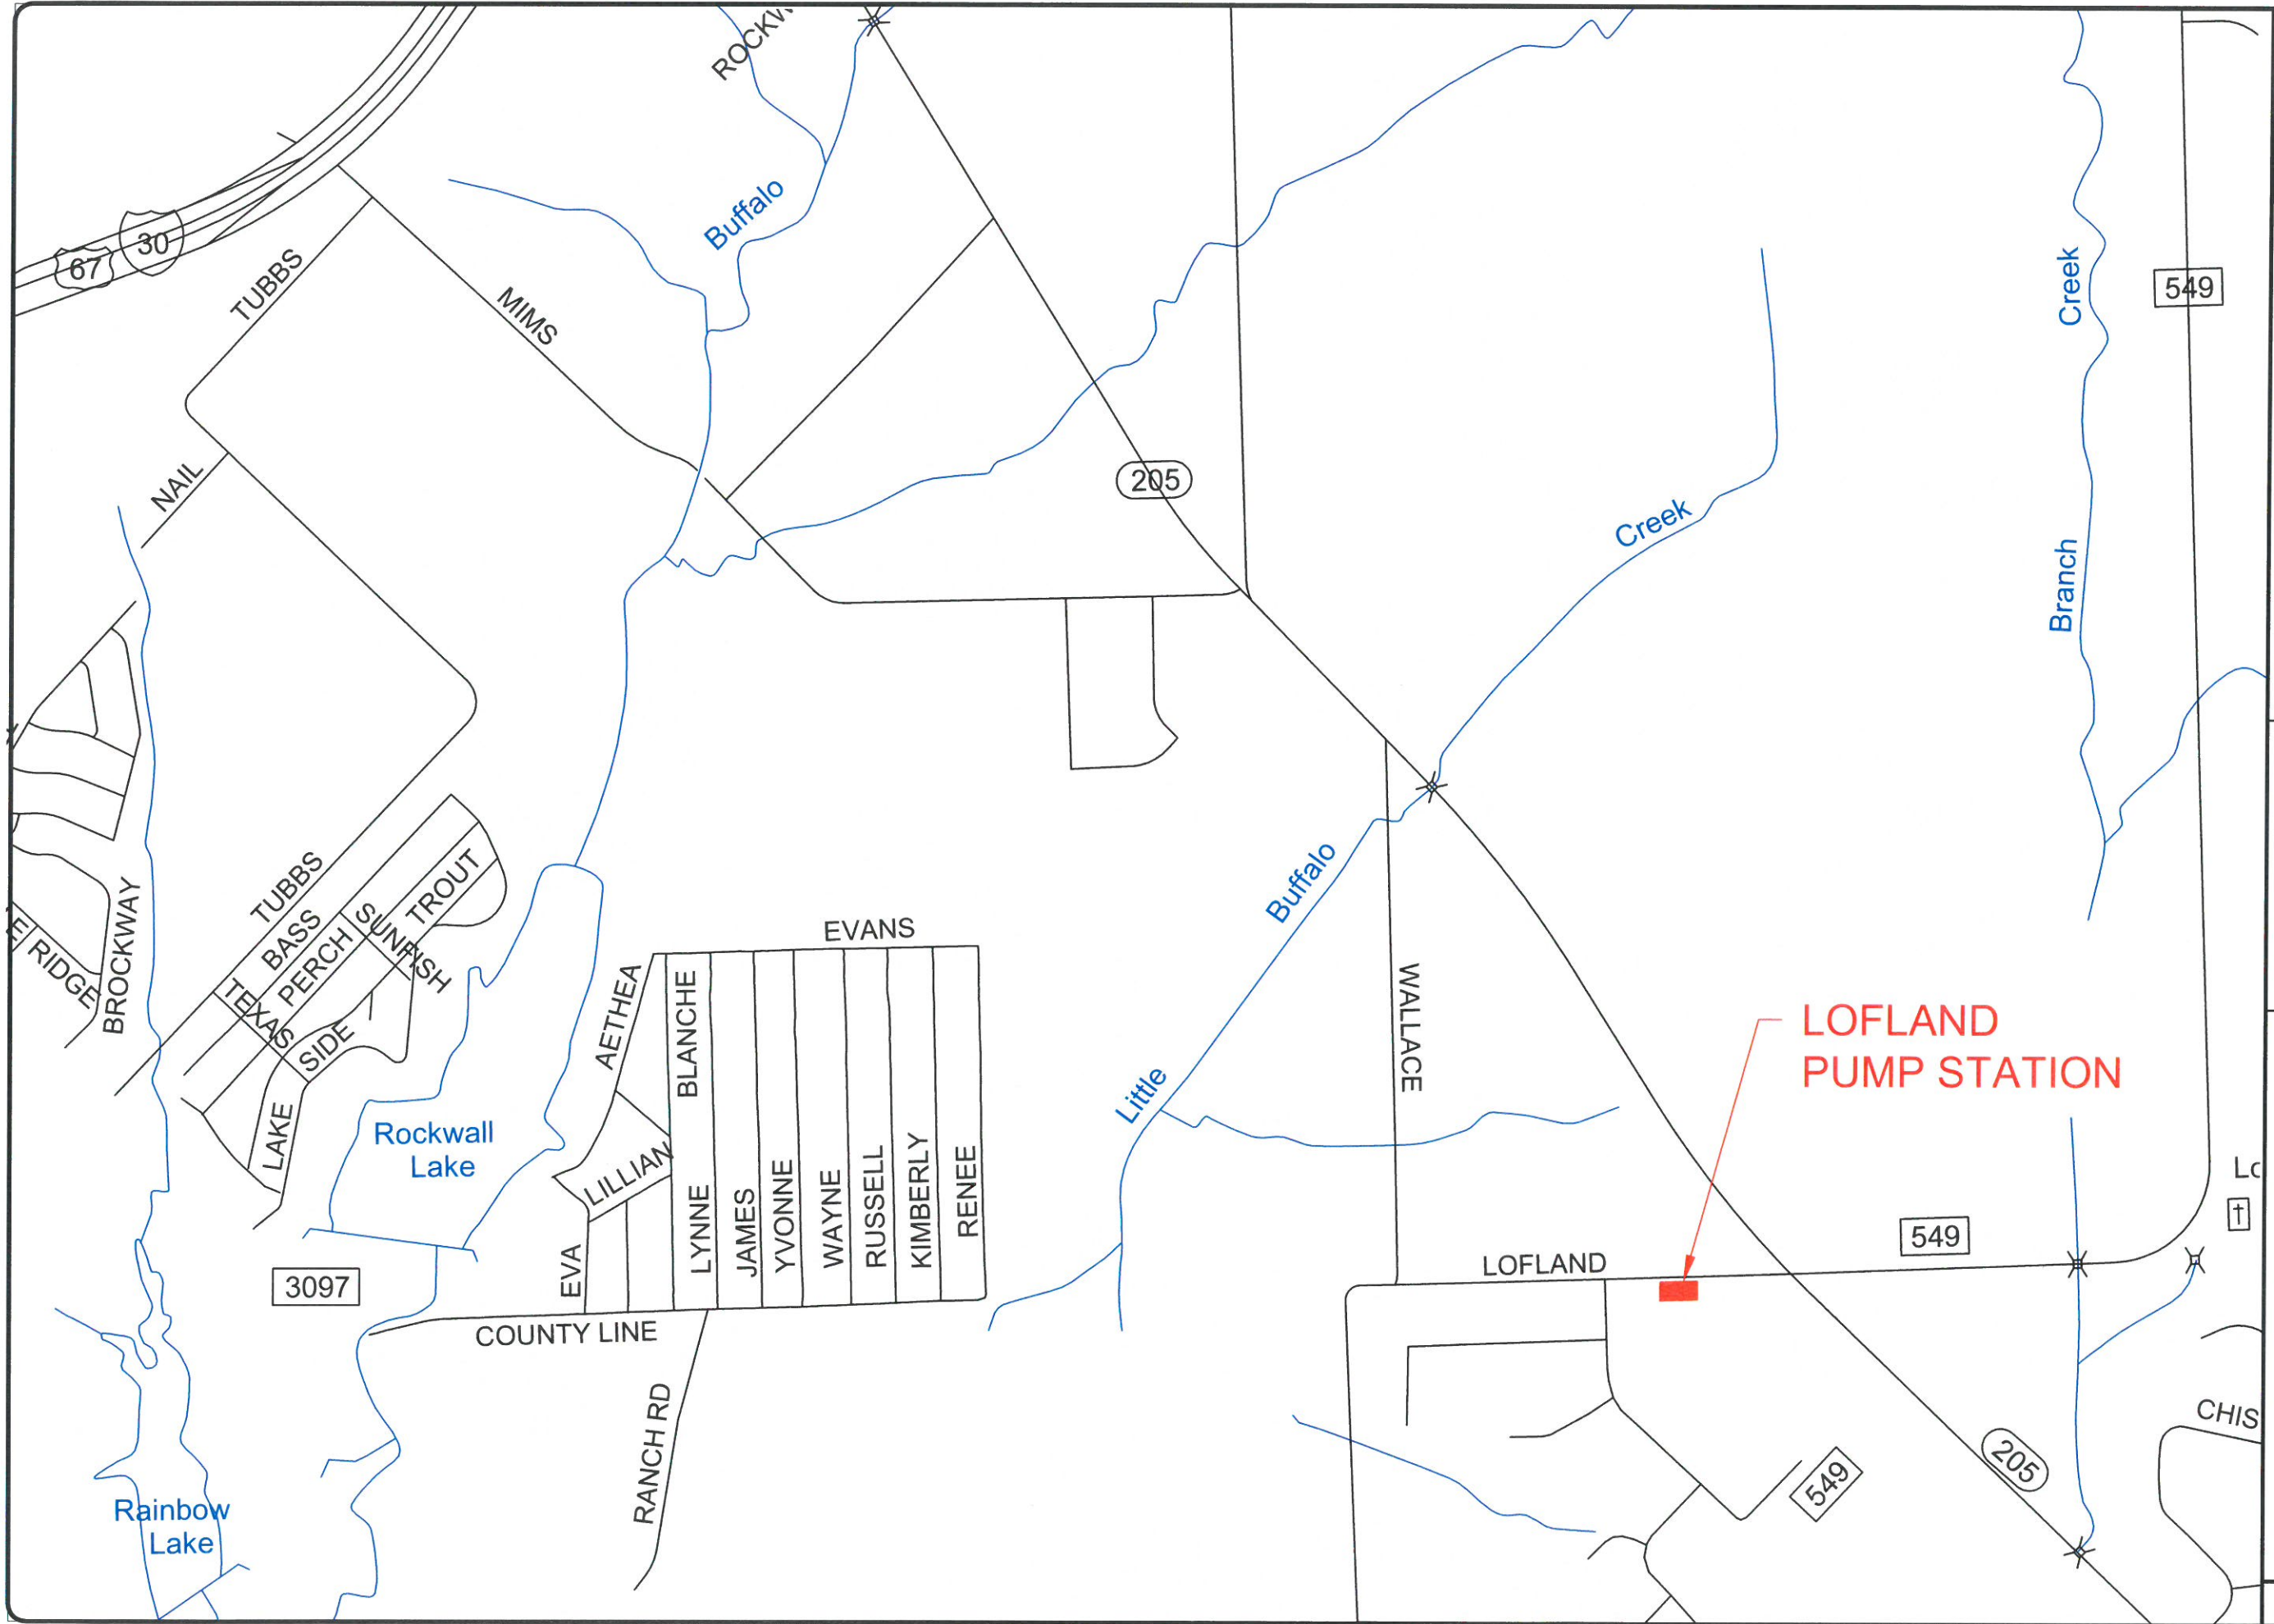 ROCKW
Buffalo
67
30
TUBBS
MIMS
Creek
549
NAIL
205
Creek
Branch
Buffalo
TUBBS
BASS
PERCH
SUNFISH
TROUT
BROCKWAY
RIDGE
TEXAS
SIDE
LAKE
EVANS
AETHEA
BLANCHE
WALLACE
LOFLAND
PUMP STATION
Little
Rockwall
Lake
LILLIAN
LYNNE
JAMES
YVONNE
WAYNE
RUSSELL
KIMBERLY
RENEE
EVA
3097
COUNTY LINE
LOFLAND
549
RANCH RD
549
205
CHIS
Rainbow
Lake